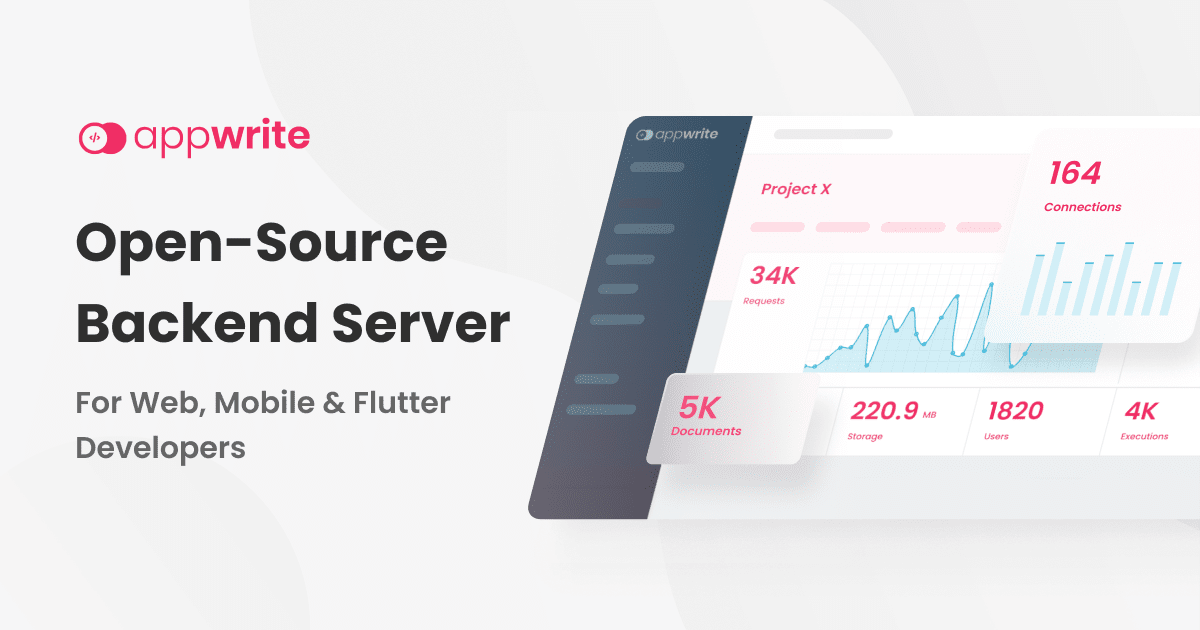 appwrite
Open-Source
Backend Server
For Web, Mobile & Flutter
Developers
appwrite
Project X
164
Connections
34K
Requests
5K
Documents
220.9 MB
Storage
1820
Users
4K
Executions